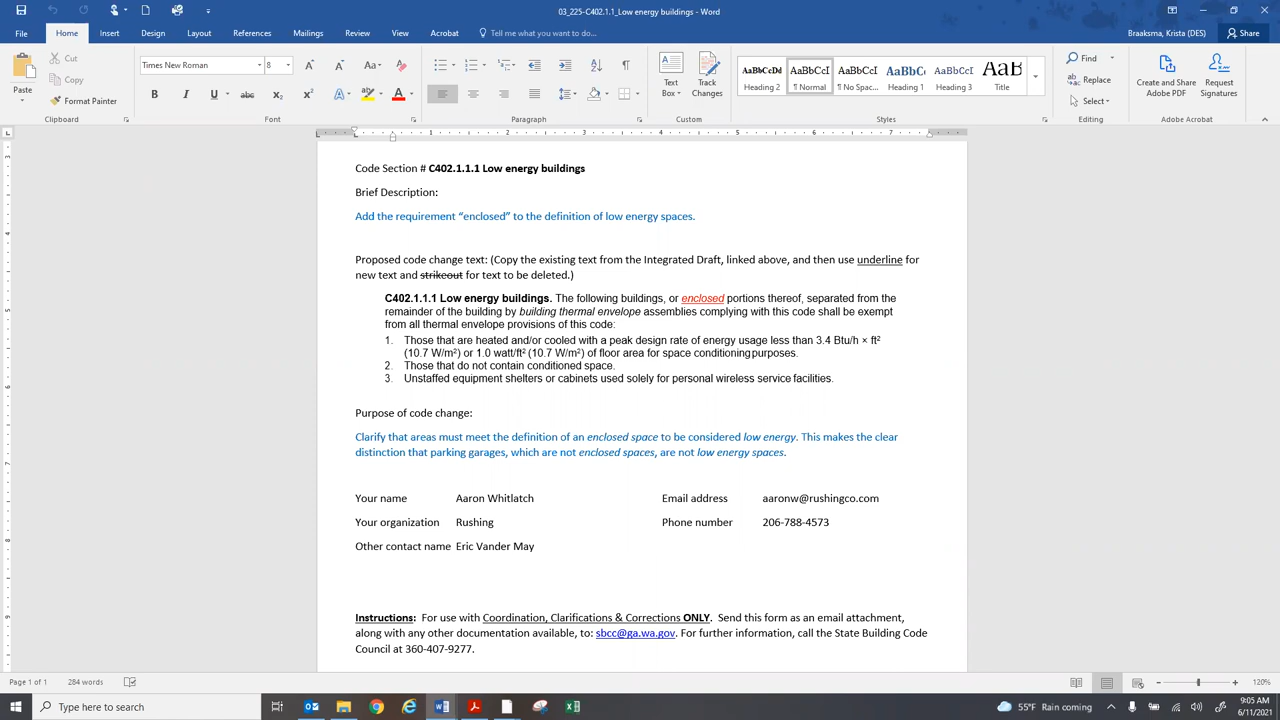 03_225-C402.1.1_Low energy buildings - Word
Braaksma, Krista (DES)
File Home Insert Design Layout References Mailings Review View Acrobat Tell me what you want to do... Share
Paste
Cut
Copy
Format Painter
Clipboard
Times New Roman 8
Font
Paragraph
Text Box
Track Changes
Custom
AaBbCcDd AaBbCcI AaBbCcI AaBbC AaBbCcI AaB
Heading 2 ¶ Normal ¶ No Spac... Heading 1 Heading 3 Title
Styles
Find
Replace
Select
Editing
Create and Share Adobe PDF
Request Signatures
Adobe Acrobat
1 2 3 4 5 6 7
Code Section # C402.1.1.1 Low energy buildings
Brief Description:
Add the requirement “enclosed” to the definition of low energy spaces.
Proposed code change text: (Copy the existing text from the Integrated Draft, linked above, and then use underline for
new text and strikeout for text to be deleted.)
C402.1.1.1 Low energy buildings. The following buildings, or enclosed portions thereof, separated from the
remainder of the building by building thermal envelope assemblies complying with this code shall be exempt
from all thermal envelope provisions of this code:
1. Those that are heated and/or cooled with a peak design rate of energy usage less than 3.4 Btu/h × ft²
(10.7 W/m²) or 1.0 watt/ft² (10.7 W/m²) of floor area for space conditioning purposes.
2. Those that do not contain conditioned space.
3. Unstaffed equipment shelters or cabinets used solely for personal wireless service facilities.
Purpose of code change:
Clarify that areas must meet the definition of an enclosed space to be considered low energy. This makes the clear
distinction that parking garages, which are not enclosed spaces, are not low energy spaces.
Your name Aaron Whitlatch Email address aaronw@rushingco.com
Your organization Rushing Phone number 206-788-4573
Other contact name Eric Vander May
Instructions: For use with Coordination, Clarifications & Corrections ONLY. Send this form as an email attachment,
along with any other documentation available, to: sbcc@ga.wa.gov. For further information, call the State Building Code
Council at 360-407-9277.
Page 1 of 1 284 words 120%
Type here to search 55°F Rain coming 9:05 AM
6/11/2021